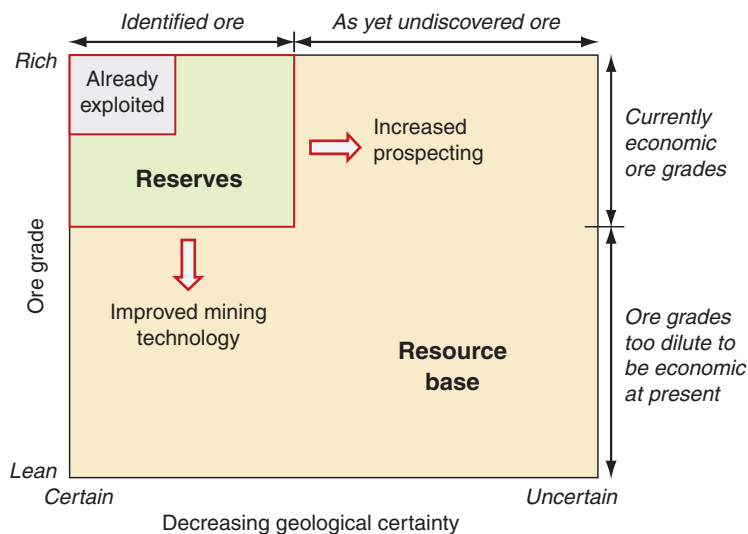 Identified ore
As yet undiscovered ore
Rich
Already
exploited
Increased
prospecting
Currently
economic
ore grades
Reserves
Ore grade
Improved mining
technology
Resource
base
Ore grades
too dilute to
be economic
at present
Lean
Certain
Uncertain
Decreasing geological certainty